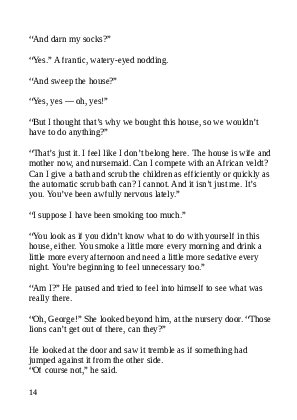 “And darn my socks?”
“Yes.” A frantic, watery-eyed nodding.
“And sweep the house?”
“Yes, yes — oh, yes!”
“But I thought that’s why we bought this house, so we wouldn’t
have to do anything?”
“That’s just it. I feel like I don’t belong here. The house is wife and
mother now, and nursemaid. Can I compete with an African veldt?
Can I give a bath and scrub the children as efficiently or quickly as
the automatic scrub bath can? I cannot. And it isn’t just me. It’s
you. You’ve been awfully nervous lately.”
“I suppose I have been smoking too much.”
“You look as if you didn’t know what to do with yourself in this
house, either. You smoke a little more every morning and drink a
little more every afternoon and need a little more sedative every
night. You’re beginning to feel unnecessary too.”
“Am I?” He paused and tried to feel into himself to see what was
really there.
“Oh, George!” She looked beyond him, at the nursery door. “Those
lions can’t get out of there, can they?”
He looked at the door and saw it tremble as if something had
jumped against it from the other side.
“Of course not,” he said.
14